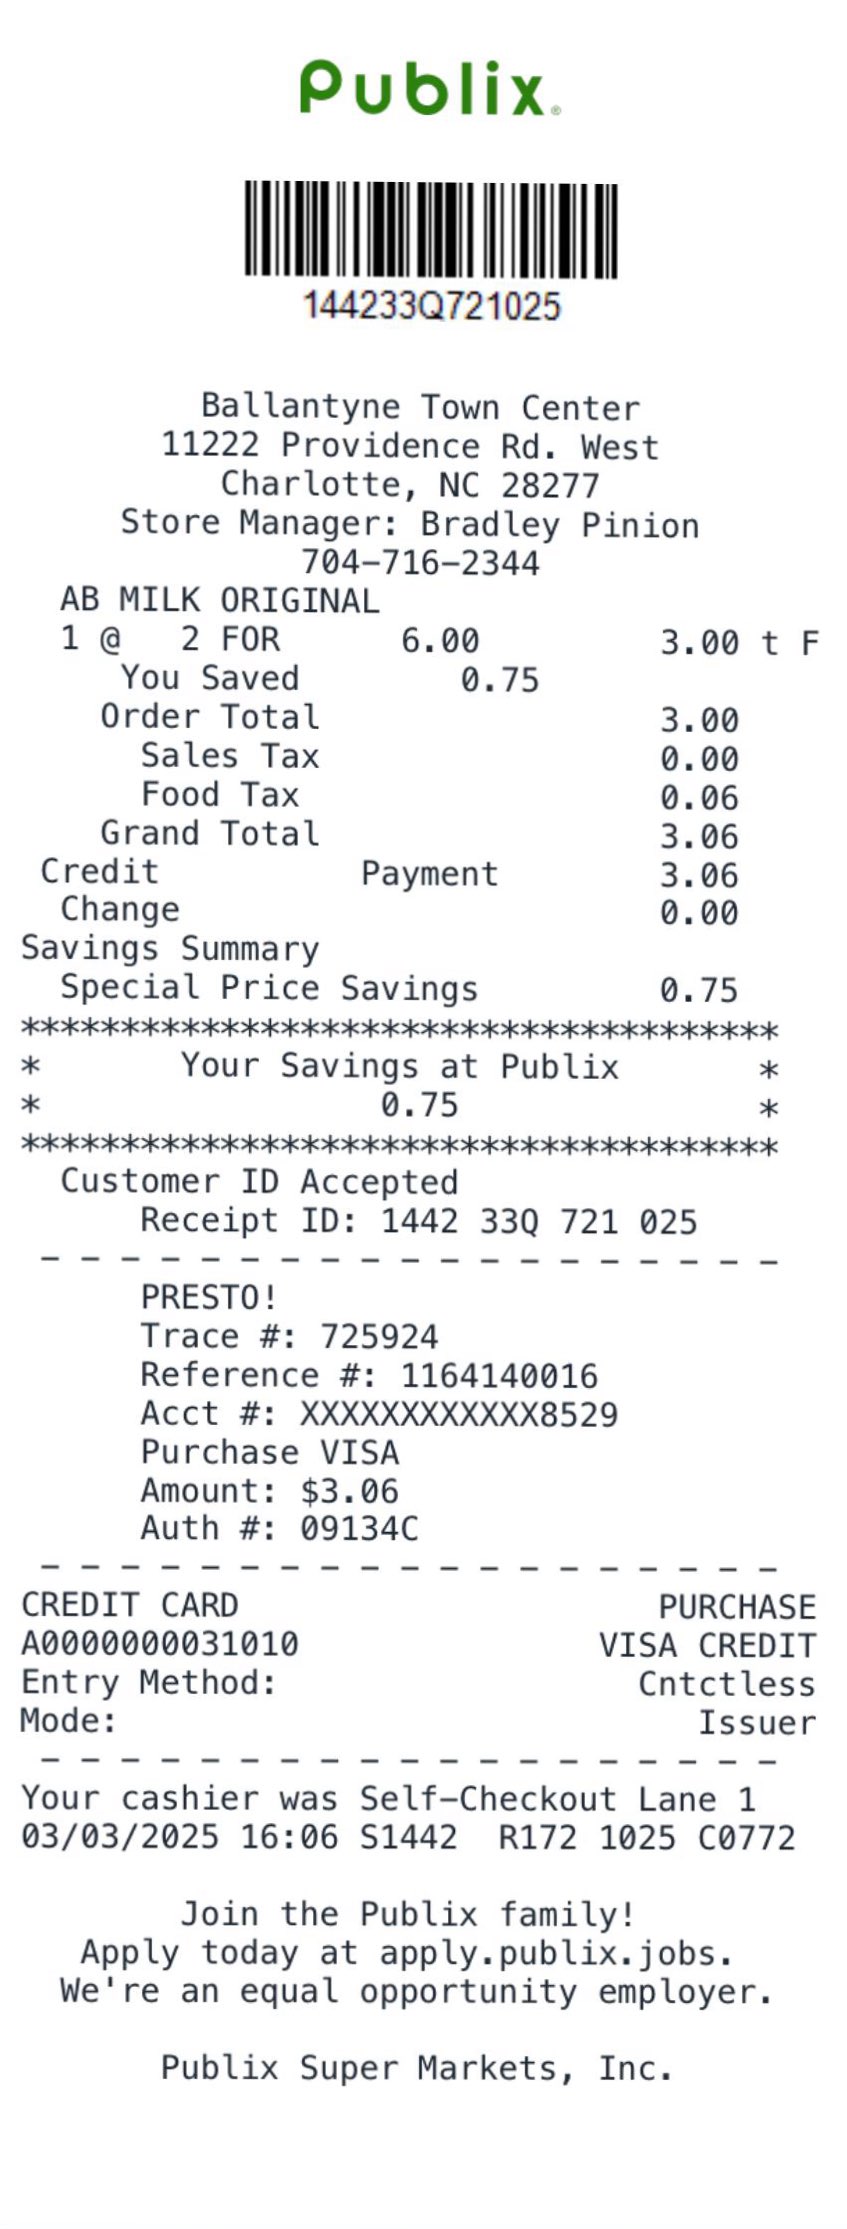 Publix®
144233Q721025
Ballantyne Town Center
11222 Providence Rd. West
Charlotte, NC 28277
Store Manager: Bradley Pinion
704-716-2344
AB MILK ORIGINAL
1 @ 2 FOR 6.00 3.00 t F
You Saved 0.75
Order Total 3.00
Sales Tax 0.00
Food Tax 0.06
Grand Total 3.06
Credit Payment 3.06
Change 0.00
Savings Summary
Special Price Savings 0.75
**************************************
* Your Savings at Publix *
* 0.75 *
**************************************
Customer ID Accepted
Receipt ID: 1442 33Q 721 025
- - - - - - - - - - - - - - - - - - -
PRESTO!
Trace #: 725924
Reference #: 1164140016
Acct #: XXXXXXXXXXXX8529
Purchase VISA
Amount: $3.06
Auth #: 09134C
- - - - - - - - - - - - - - - - - - -
CREDIT CARD PURCHASE
A0000000031010 VISA CREDIT
Entry Method: Cntctless
Mode: Issuer
- - - - - - - - - - - - - - - - - - -
Your cashier was Self-Checkout Lane 1
03/03/2025 16:06 S1442 R172 1025 C0772
Join the Publix family!
Apply today at apply.publix.jobs.
We're an equal opportunity employer.
Publix Super Markets, Inc.